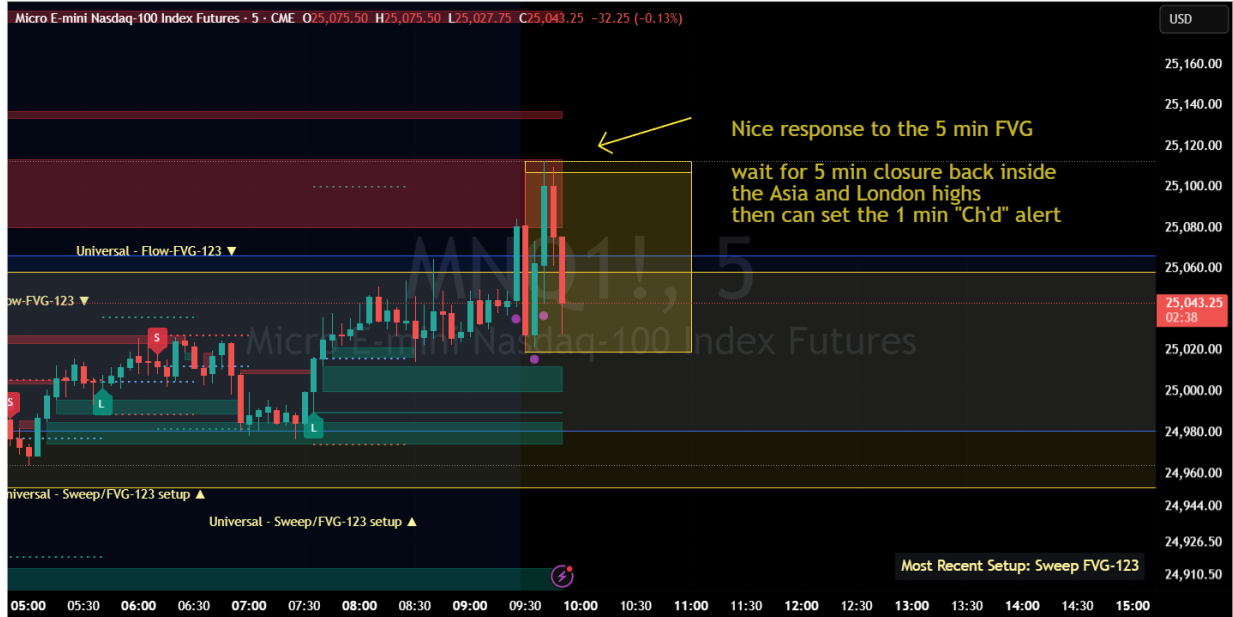 Micro E-mini Nasdaq-100 Index Futures · 5 · CME O25,075.50 H25,075.50 L25,027.75 C25,043.25 −32.25 (−0.13%)
USD
25,160.00
25,140.00
Nice response to the 5 min FVG
25,120.00
wait for 5 min closure back inside
the Asia and London highs
then can set the 1 min "Ch'd" alert
25,100.00
25,080.00
Universal - Flow-FVG-123 ▼
MNQ1!, 5
25,060.00
ow-FVG-123 ▼
25,043.25
02:38
S
Micro E-mini Nasdaq-100 Index Futures
25,020.00
25,000.00
S
L
L
24,980.00
24,960.00
niversal - Sweep/FVG-123 setup ▲
24,944.00
Universal - Sweep/FVG-123 setup ▲
24,926.50
Most Recent Setup: Sweep FVG-123
24,910.50
05:00 05:30 06:00 06:30 07:00 07:30 08:00 08:30 09:00 09:30 10:00 10:30 11:00 11:30 12:00 12:30 13:00 13:30 14:00 14:30 15:00